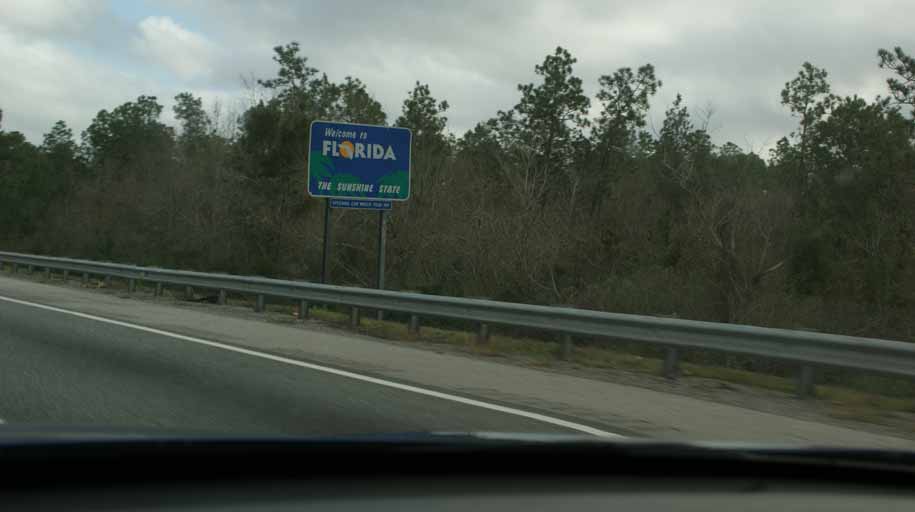 Welcome to
FLORIDA
THE SUNSHINE STATE